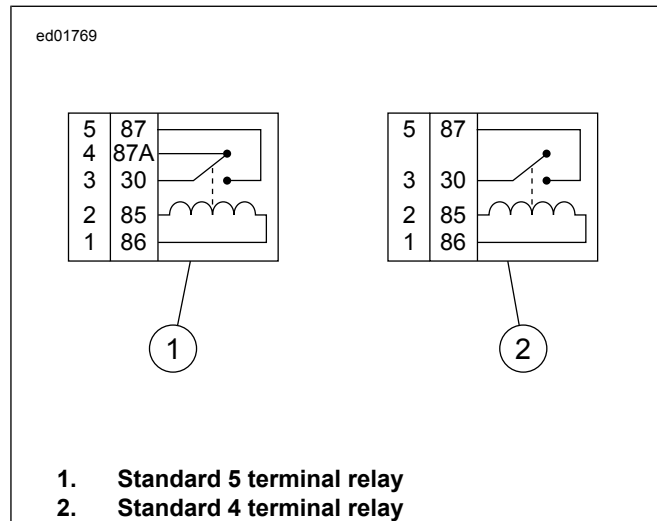 ed01769
5 87
4 87A
3 30
2 85
1 86
5 87
3 30
2 85
1 86
1
2
1. Standard 5 terminal relay
2. Standard 4 terminal relay